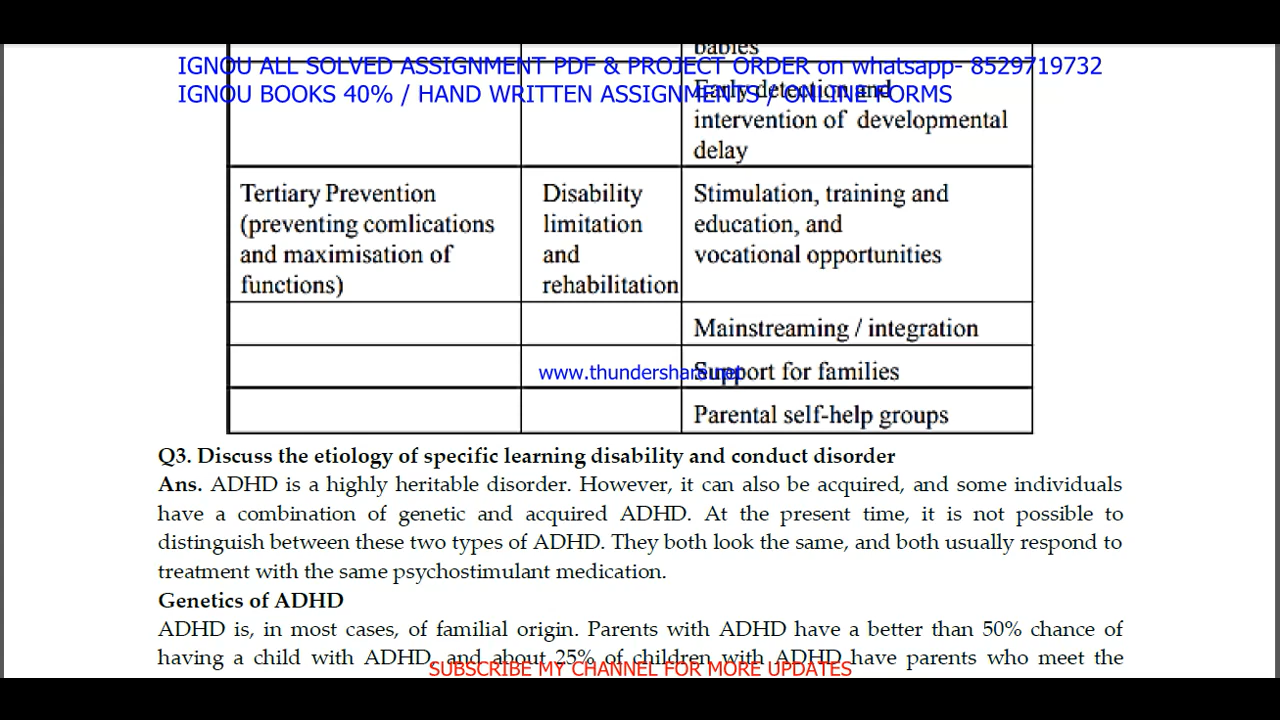 babies
IGNOU ALL SOLVED ASSIGNMENT PDF & PROJECT ORDER on whatsapp- 8529719732
IGNOU BOOKS 40% / HAND WRITTEN ASSIGNMENTS / ONLINE FORMS
Early detection and
intervention of developmental
delay
Tertiary Prevention
(preventing comlications
and maximisation of
functions)
Disability
limitation
and
rehabilitation
Stimulation, training and
education, and
vocational opportunities
Mainstreaming / integration
www.thundershare.net
Support for families
Parental self-help groups
Q3. Discuss the etiology of specific learning disability and conduct disorder
Ans. ADHD is a highly heritable disorder. However, it can also be acquired, and some individuals
have a combination of genetic and acquired ADHD. At the present time, it is not possible to
distinguish between these two types of ADHD. They both look the same, and both usually respond to
treatment with the same psychostimulant medication.
Genetics of ADHD
ADHD is, in most cases, of familial origin. Parents with ADHD have a better than 50% chance of
having a child with ADHD, and about 25% of children with ADHD have parents who meet the
SUBSCRIBE MY CHANNEL FOR MORE UPDATES